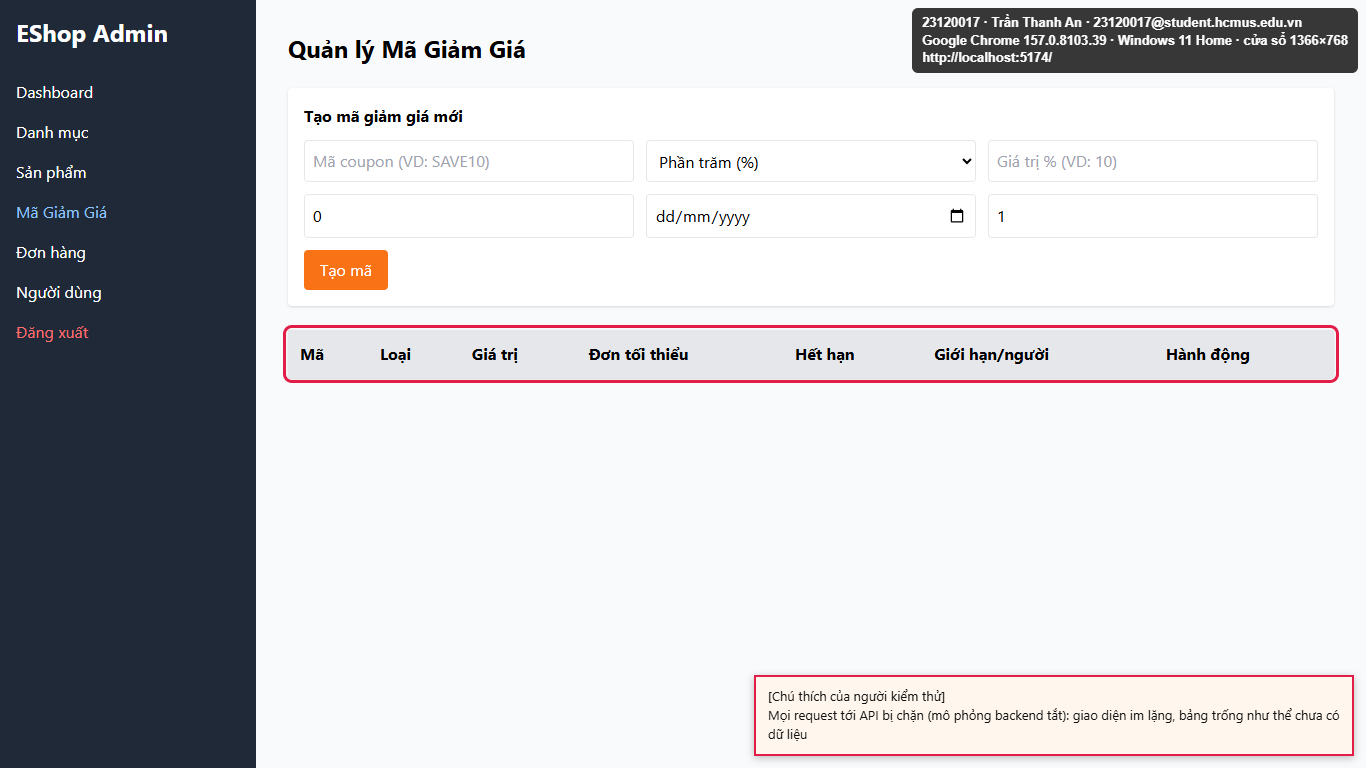 EShop Admin
Dashboard
Danh mục
Sản phẩm
Mã Giảm Giá
Đơn hàng
Người dùng
Đăng xuất
23120017 · Trần Thanh An · 23120017@student.hcmus.edu.vn
Google Chrome 157.0.8103.39 · Windows 11 Home · cửa sổ 1366×768
http://localhost:5174/
Quản lý Mã Giảm Giá
Tạo mã giảm giá mới
Mã coupon (VD: SAVE10) Phần trăm (%) Giá trị % (VD: 10)
0 dd/mm/yyyy 1
Tạo mã
Mã Loại Giá trị Đơn tối thiểu Hết hạn Giới hạn/người Hành động
[Chú thích của người kiểm thử]
Mọi request tới API bị chặn (mô phỏng backend tắt): giao diện im lặng, bảng trống như thể chưa có
dữ liệu